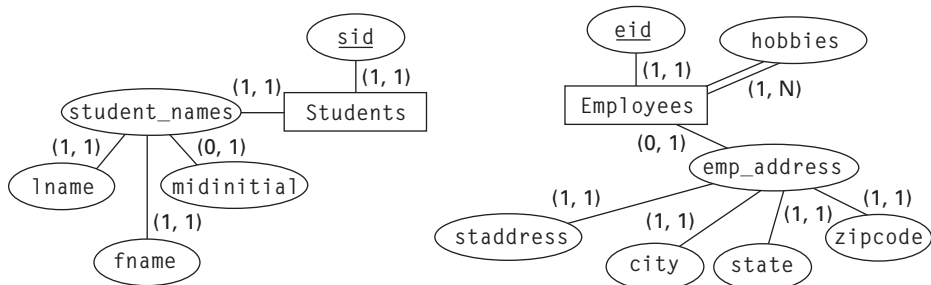 sid
(1, 1)
(1, 1)
student_names
Students
(1, 1)
(0, 1)
lname
midinitial
(1, 1)
fname
eid
hobbies
(1, 1)
(1, N)
Employees
(0, 1)
emp_address
(1, 1)
(1, 1)
(1, 1)
(1, 1)
staddress
zipcode
city
state